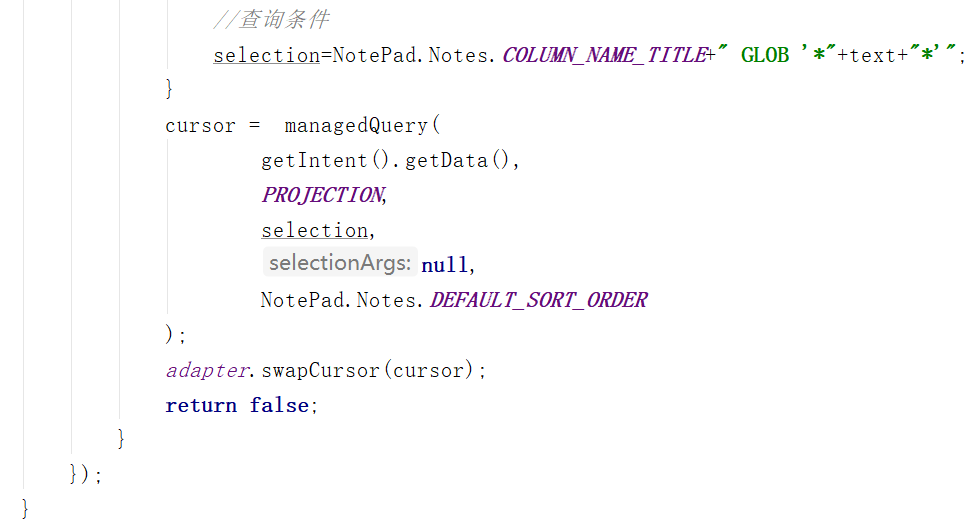 //查询条件
selection=NotePad.Notes.COLUMN_NAME_TITLE+" GLOB '*"+text+"*'";
}
cursor =  managedQuery(
getIntent().getData(),
PROJECTION,
selection,
selectionArgs: null,
NotePad.Notes.DEFAULT_SORT_ORDER
);
adapter.swapCursor(cursor);
return false;
}
});
}